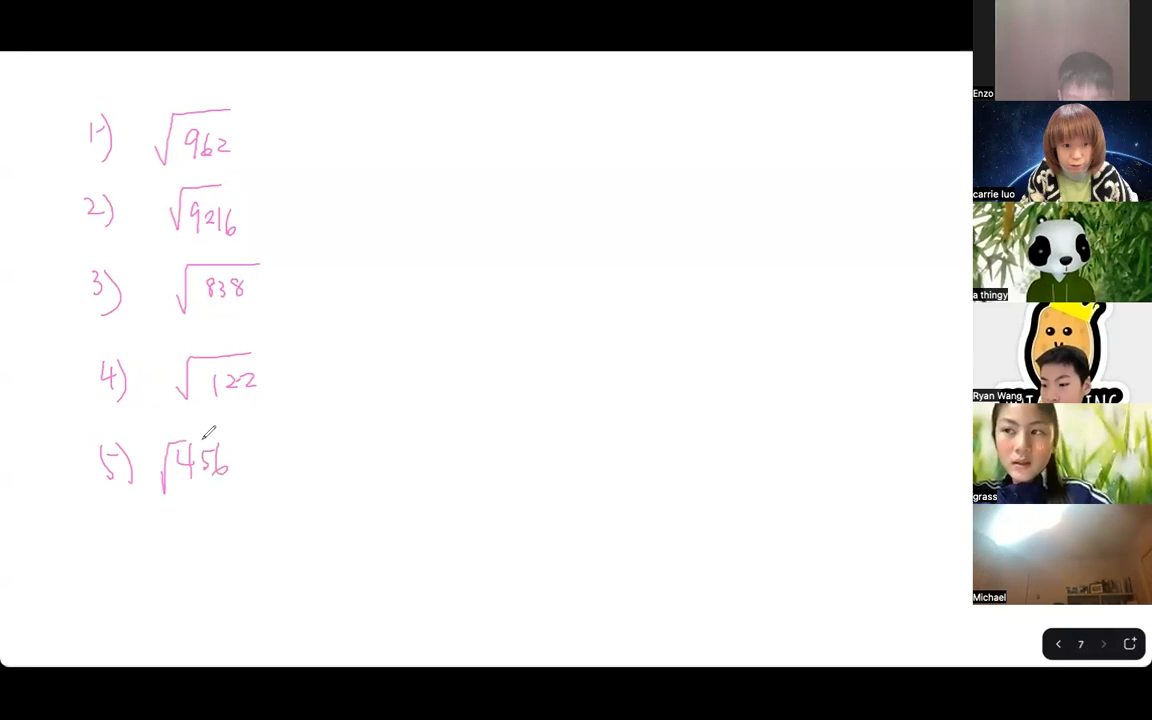 1) √962
2) √9216
3) √838
4) √122
5) √456
Enzo
carrie luo
a thingy
Ryan Wang
grass
Michael
7